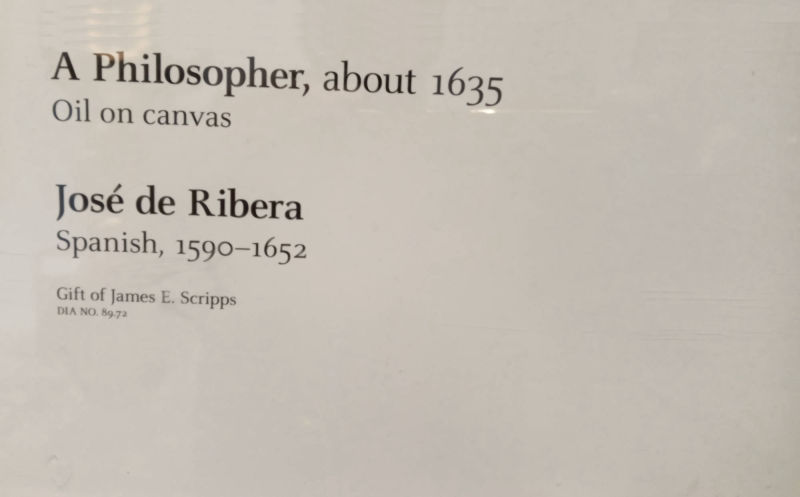 A Philosopher, about 1635
Oil on canvas
José de Ribera
Spanish, 1590–1652
Gift of James E. Scripps
DIA NO. 89.72